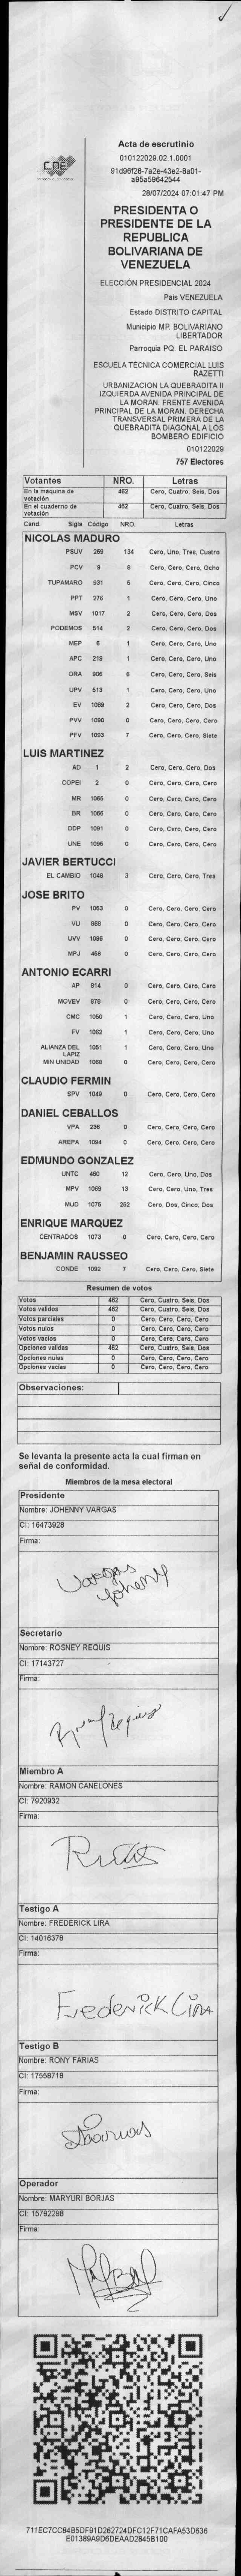 CNE
Acta de escrutinio
010122029.02.1.0001
91d96f28-7a2e-43e2-8a01-
a95a59642544
28/07/2024 07:01:47 PM
PRESIDENTA O
PRESIDENTE DE LA
REPUBLICA
BOLIVARIANA DE
VENEZUELA
ELECCIÓN PRESIDENCIAL 2024
País VENEZUELA
Estado DISTRITO CAPITAL
Municipio MP. BOLIVARIANO
LIBERTADOR
Parroquia PQ. EL PARAISO
ESCUELA TÉCNICA COMERCIAL LUIS
RAZETTI
URBANIZACION LA QUEBRADITA II
IZQUIERDA AVENIDA PRINCIPAL DE
LA MORAN. FRENTE AVENIDA
PRINCIPAL DE LA MORAN. DERECHA
TRANSVERSAL PRIMERA DE LA
QUEBRADITA DIAGONAL A LOS
BOMBERO EDIFICIO
010122029
757 Electores
Votantes NRO. Letras
En la máquina de votación 462 Cero, Cuatro, Seis, Dos
En el cuaderno de votación 462 Cero, Cuatro, Seis, Dos
Cand. Sigla Código NRO. Letras
NICOLAS MADURO
PSUV 269 134 Cero, Uno, Tres, Cuatro
PCV 9 8 Cero, Cero, Cero, Ocho
TUPAMARO 931 5 Cero, Cero, Cero, Cinco
PPT 276 1 Cero, Cero, Cero, Uno
MSV 1017 2 Cero, Cero, Cero, Dos
PODEMOS 514 2 Cero, Cero, Cero, Dos
MEP 6 1 Cero, Cero, Cero, Uno
APC 219 1 Cero, Cero, Cero, Uno
ORA 906 6 Cero, Cero, Cero, Seis
UPV 513 1 Cero, Cero, Cero, Uno
EV 1089 2 Cero, Cero, Cero, Dos
PVV 1090 0 Cero, Cero, Cero, Cero
PFV 1093 7 Cero, Cero, Cero, Siete
LUIS MARTINEZ
AD 1 2 Cero, Cero, Cero, Dos
COPEI 2 0 Cero, Cero, Cero, Cero
MR 1065 0 Cero, Cero, Cero, Cero
BR 1066 0 Cero, Cero, Cero, Cero
DDP 1091 0 Cero, Cero, Cero, Cero
UNE 1095 0 Cero, Cero, Cero, Cero
JAVIER BERTUCCI
EL CAMBIO 1048 3 Cero, Cero, Cero, Tres
JOSE BRITO
PV 1053 0 Cero, Cero, Cero, Cero
VU 868 0 Cero, Cero, Cero, Cero
UVV 1096 0 Cero, Cero, Cero, Cero
MPJ 458 0 Cero, Cero, Cero, Cero
ANTONIO ECARRI
AP 914 0 Cero, Cero, Cero, Cero
MOVEV 978 0 Cero, Cero, Cero, Cero
CMC 1050 1 Cero, Cero, Cero, Uno
FV 1062 1 Cero, Cero, Cero, Uno
ALIANZA DEL LAPIZ 1051 1 Cero, Cero, Cero, Uno
MIN UNIDAD 1068 0 Cero, Cero, Cero, Cero
CLAUDIO FERMIN
SPV 1049 0 Cero, Cero, Cero, Cero
DANIEL CEBALLOS
VPA 236 0 Cero, Cero, Cero, Cero
AREPA 1094 0 Cero, Cero, Cero, Cero
EDMUNDO GONZALEZ
UNTC 460 12 Cero, Cero, Uno, Dos
MPV 1069 13 Cero, Cero, Uno, Tres
MUD 1075 252 Cero, Dos, Cinco, Dos
ENRIQUE MARQUEZ
CENTRADOS 1073 0 Cero, Cero, Cero, Cero
BENJAMIN RAUSSEO
CONDE 1082 7 Cero, Cero, Cero, Siete
Resumen de votos
Votos 462 Cero, Cuatro, Seis, Dos
Votos validos 462 Cero, Cuatro, Seis, Dos
Votos parciales 0 Cero, Cero, Cero, Cero
Votos nulos 0 Cero, Cero, Cero, Cero
Votos vacios 0 Cero, Cero, Cero, Cero
Opciones validas 462 Cero, Cuatro, Seis, Dos
Opciones nulas 0 Cero, Cero, Cero, Cero
Opciones vacias 0 Cero, Cero, Cero, Cero
Observaciones:
Se levanta la presente acta la cual firman en
señal de conformidad.
Miembros de la mesa electoral
Presidente
Nombre: JOHENNY VARGAS
CI: 16473928
Firma:
Vargas
Yohenny
Secretario
Nombre: ROSNEY REQUIS
CI: 17143727
Firma:
Miembro A
Nombre: RAMON CANELONES
CI: 7920932
Firma:
Testigo A
Nombre: FREDERICK LIRA
CI: 14016378
Firma:
Frederick Lira
Testigo B
Nombre: RONY FARIAS
CI: 17558718
Firma:
Operador
Nombre: MARYURI BORJAS
CI: 15792298
Firma:
711EC7CC84B5DF91D262724DFC12F71CAFA53D636
E01389A9D6DEAAD2845B100